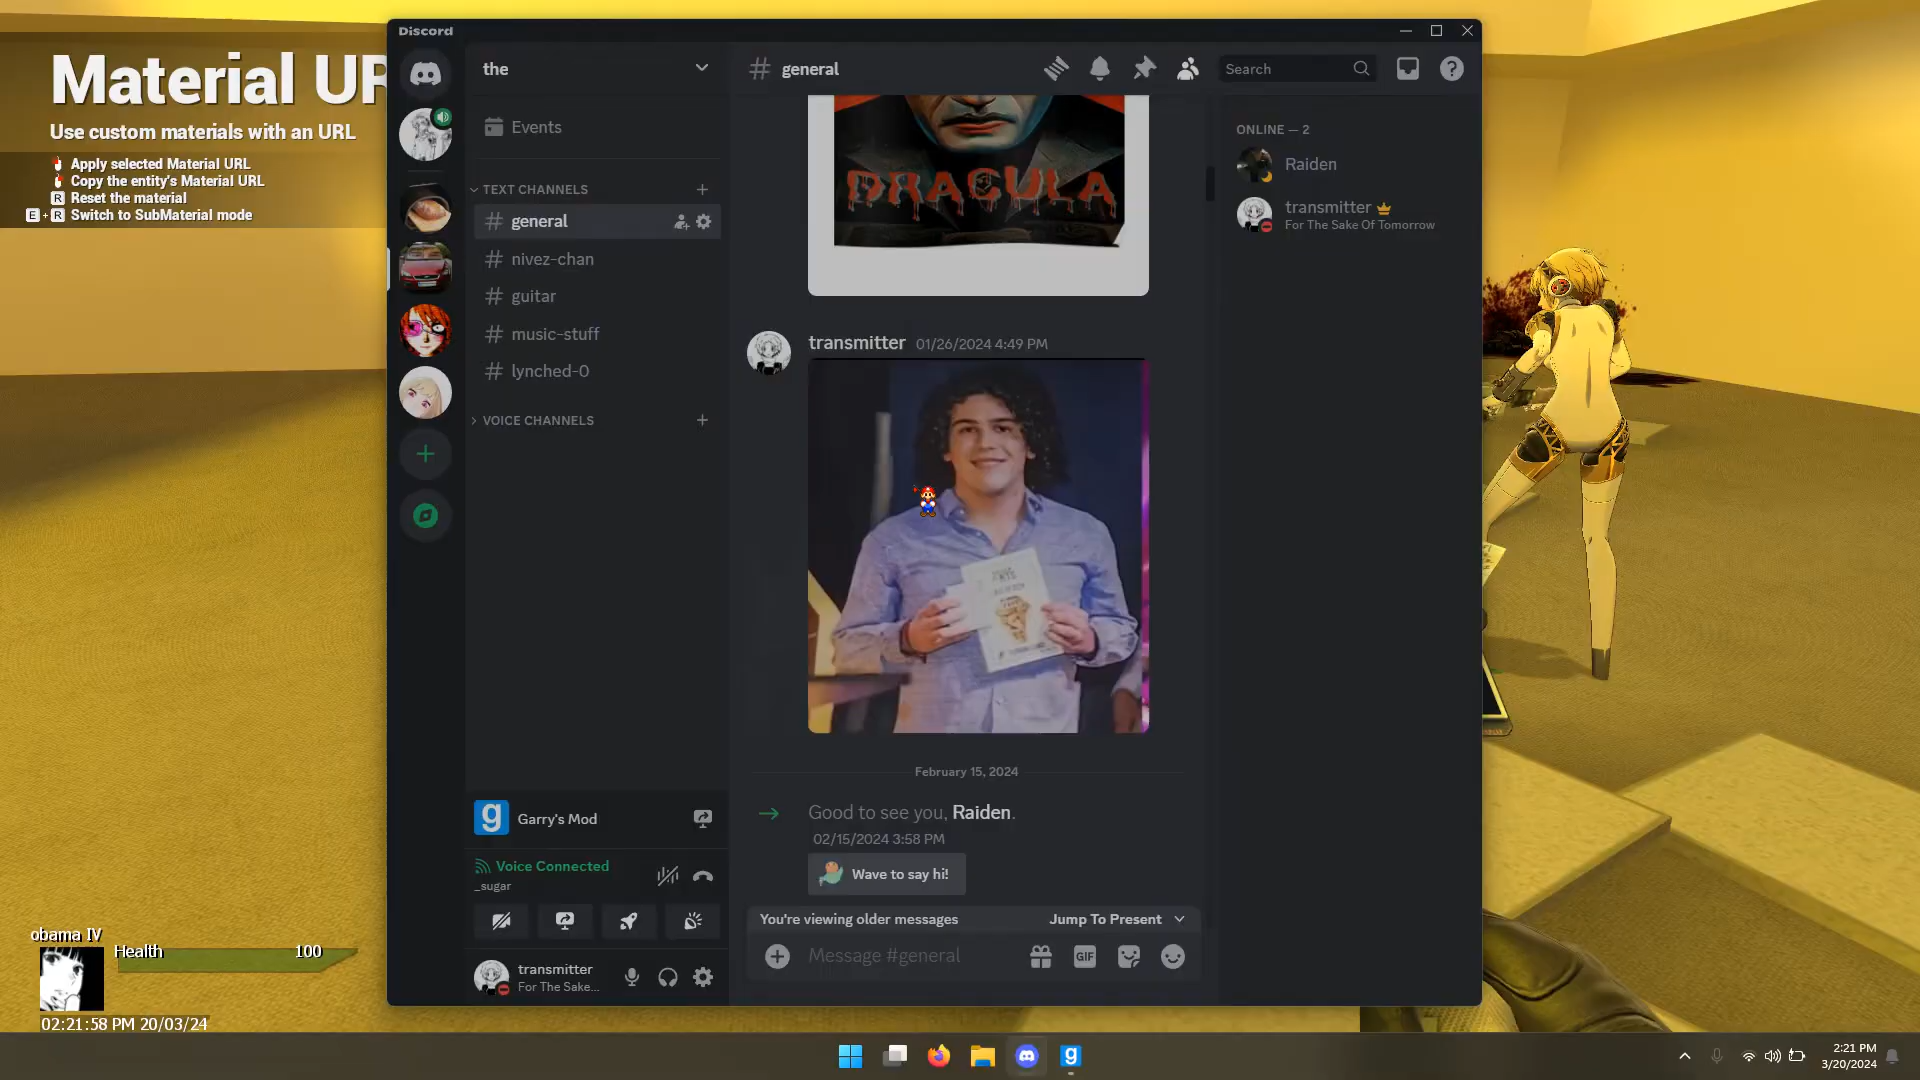 Discord
Material UR
Use custom materials with an URL
Apply selected Material URL
Copy the entity's Material URL
R Reset the material
E + R Switch to SubMaterial mode
the
Events
TEXT CHANNELS
general
nivez-chan
guitar
music-stuff
lynched-0
VOICE CHANNELS
g Garry's Mod
Voice Connected
_sugar
transmitter
For The Sake...
general
Search
DRACULA
transmitter 01/26/2024 4:49 PM
February 15, 2024
Good to see you, Raiden.
02/15/2024 3:58 PM
Wave to say hi!
You're viewing older messages Jump To Present
Message #general
GIF
ONLINE — 2
Raiden
transmitter
For The Sake Of Tomorrow
obama IV
Health 100
02:21:58 PM 20/03/24
g
2:21 PM
3/20/2024